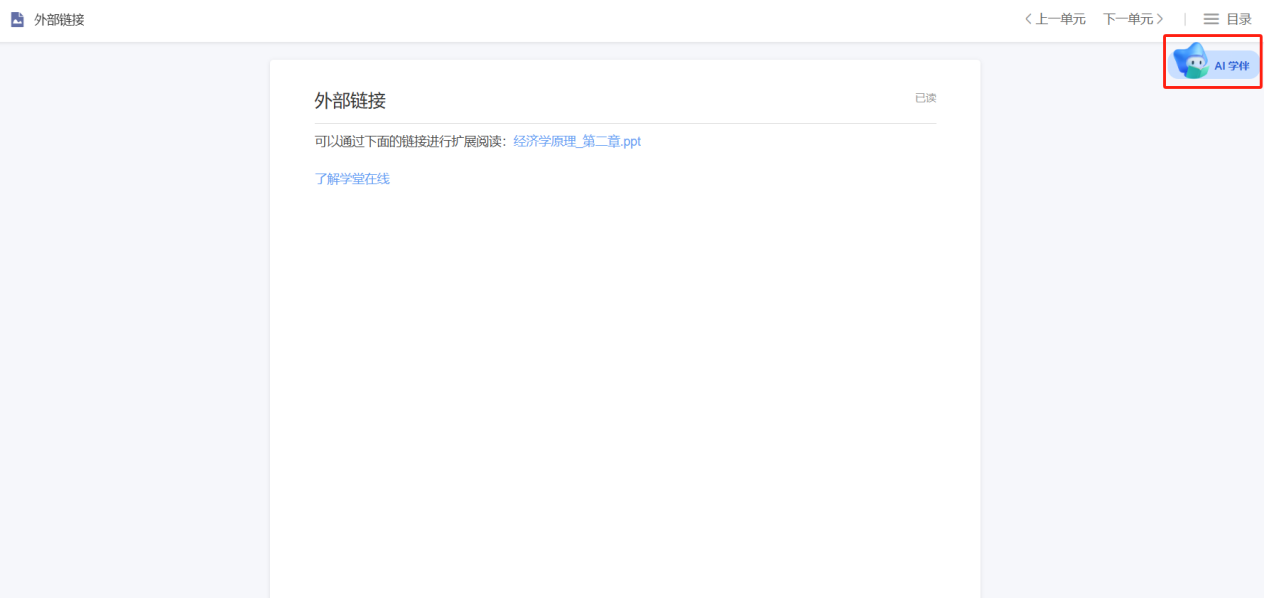 外部链接
上一单元 下一单元 | 目录
AI 学伴
外部链接
已读
可以通过下面的链接进行扩展阅读：经济学原理_第二章.ppt
了解学堂在线